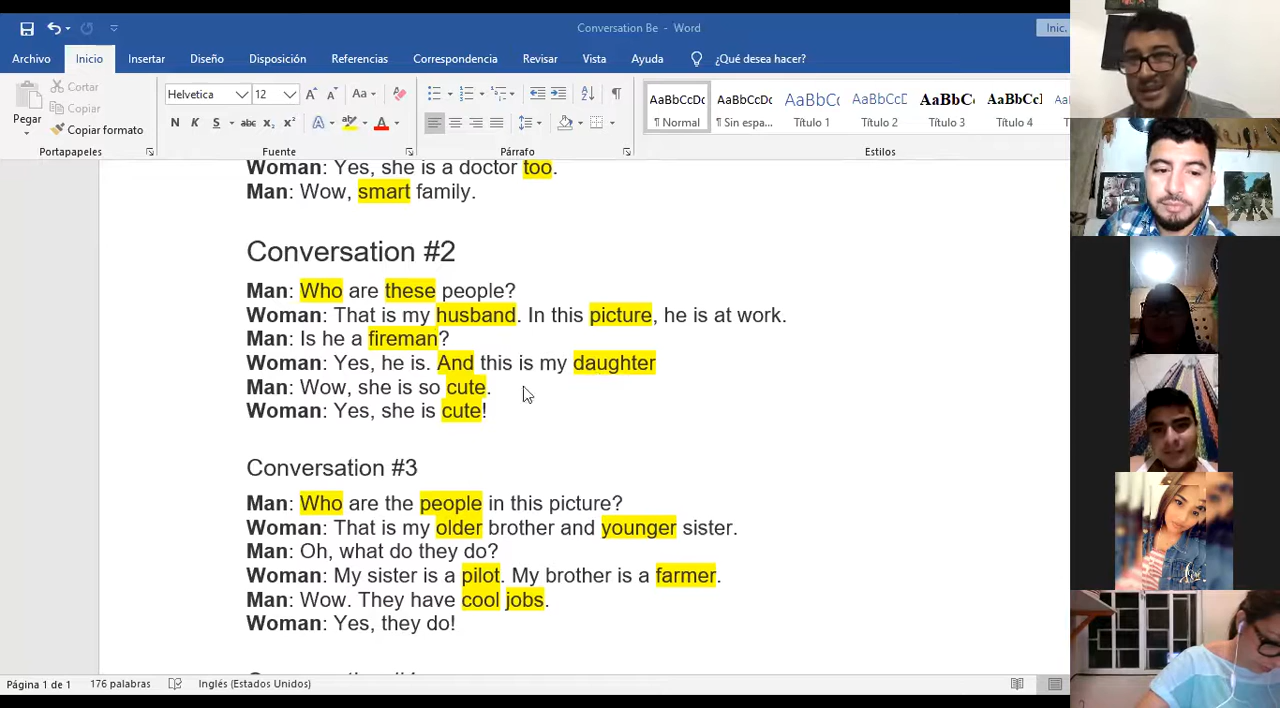 Conversation Be - Word
Inic.
Archivo Inicio Insertar Diseño Disposición Referencias Correspondencia Revisar Vista Ayuda ¿Qué desea hacer?
Pegar
Cortar
Copiar
Copiar formato
Portapapeles
Helvetica 12
Fuente
Párrafo
AaBbCcDc AaBbCcDc AaBbCcD AaBbCcD AaBbCc AaBbCcI
¶ Normal ¶ Sin espa... Título 1 Título 2 Título 3 Título 4
Estilos
Woman: Yes, she is a doctor too.
Man: Wow, smart family.
Conversation #2
Man: Who are these people?
Woman: That is my husband. In this picture, he is at work.
Man: Is he a fireman?
Woman: Yes, he is. And this is my daughter
Man: Wow, she is so cute.
Woman: Yes, she is cute!
Conversation #3
Man: Who are the people in this picture?
Woman: That is my older brother and younger sister.
Man: Oh, what do they do?
Woman: My sister is a pilot. My brother is a farmer.
Man: Wow. They have cool jobs.
Woman: Yes, they do!
Página 1 de 1 176 palabras Inglés (Estados Unidos)